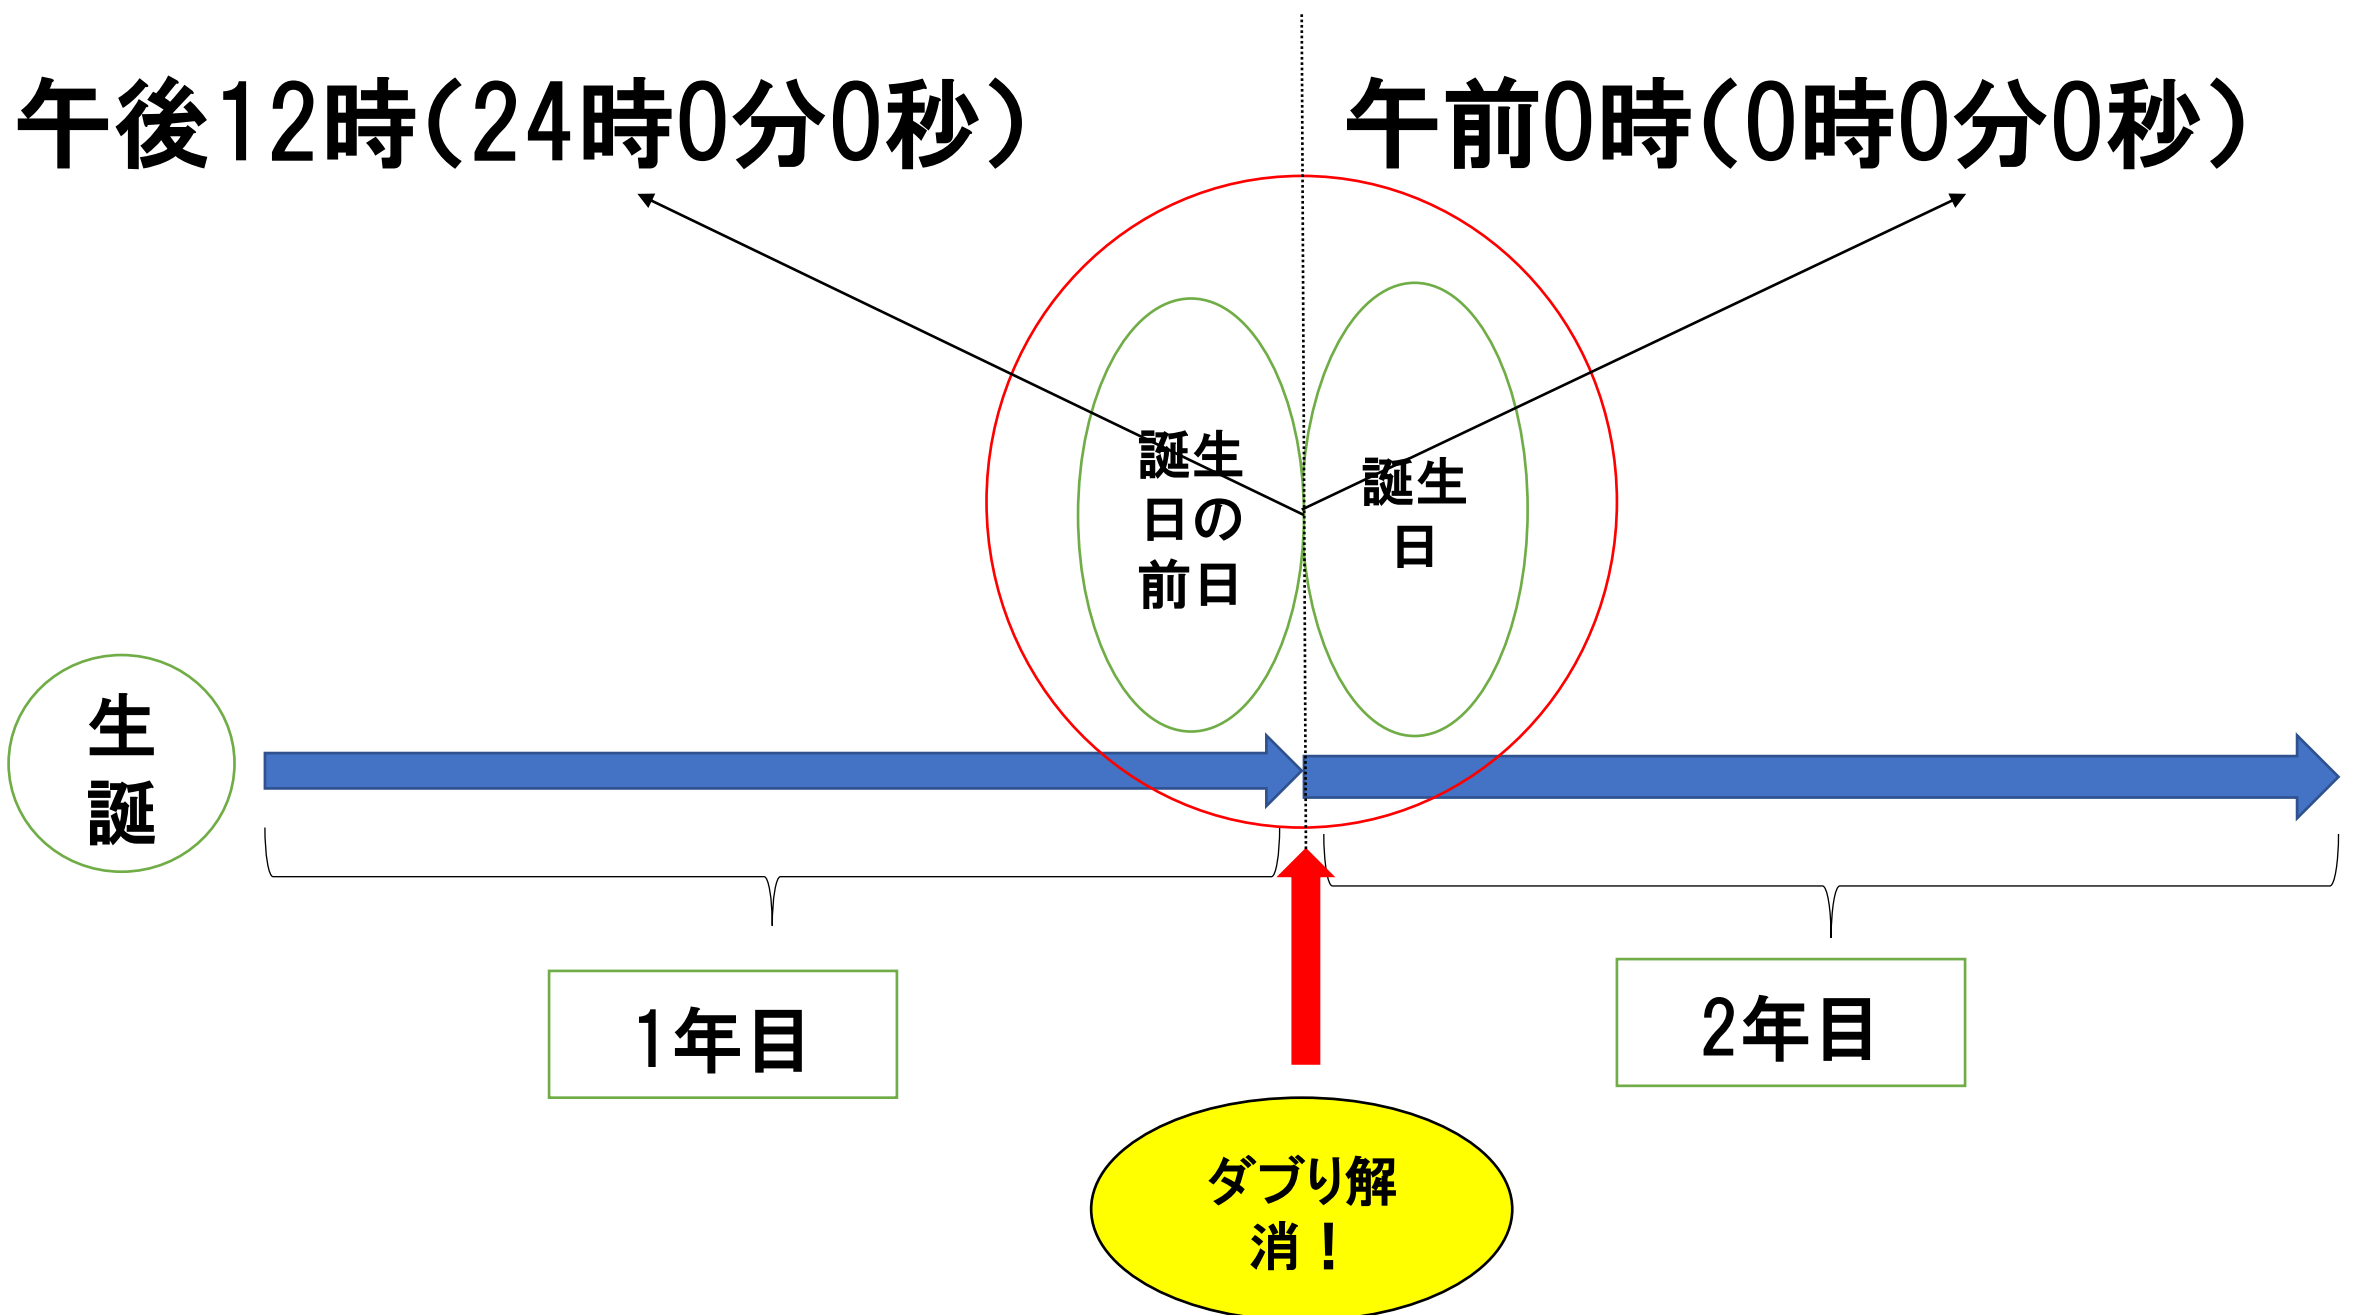 午後12時(24時0分0秒)
午前0時(0時0分0秒)
誕生
日の
前日
誕生
日
生
誕
1年目
2年目
ダブり解
消！